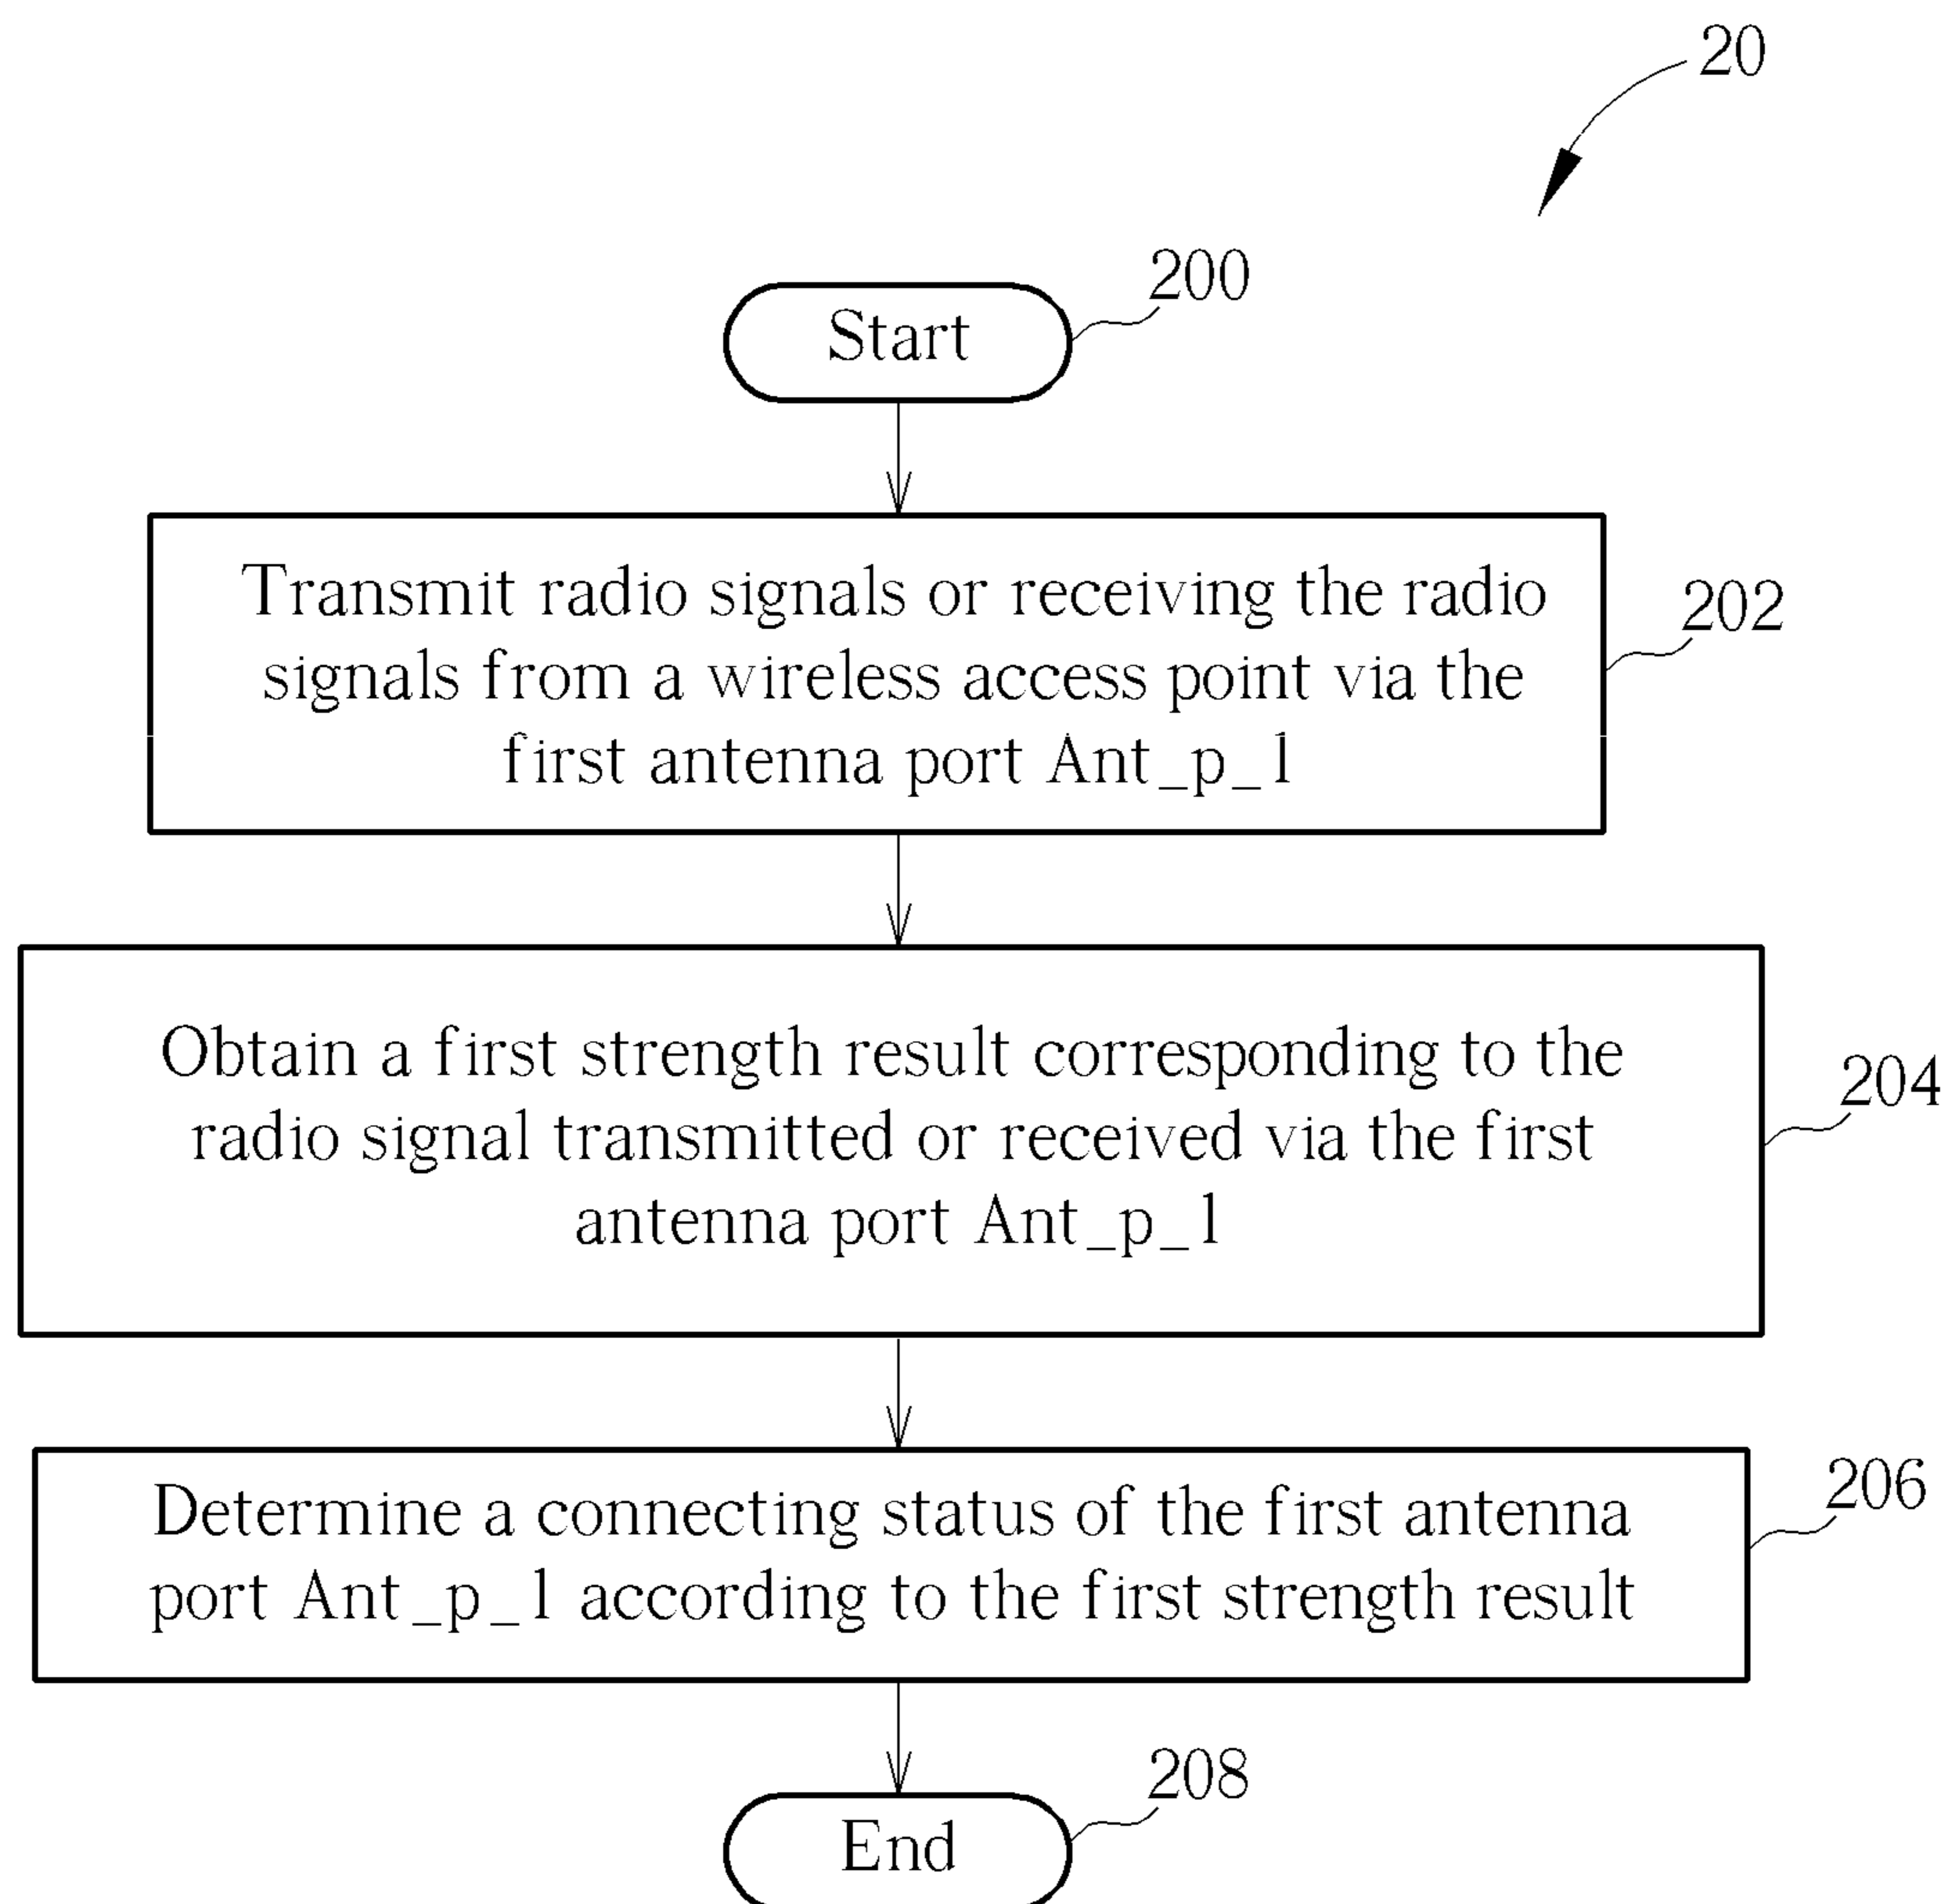 20
200
Start
Transmit radio signals or receiving the radio
signals from a wireless access point via the
first antenna port Ant_p_1
202
Obtain a first strength result corresponding to the
radio signal transmitted or received via the first
antenna port Ant_p_1
204
Determine a connecting status of the first antenna
port Ant_p_1 according to the first strength result
206
208
End